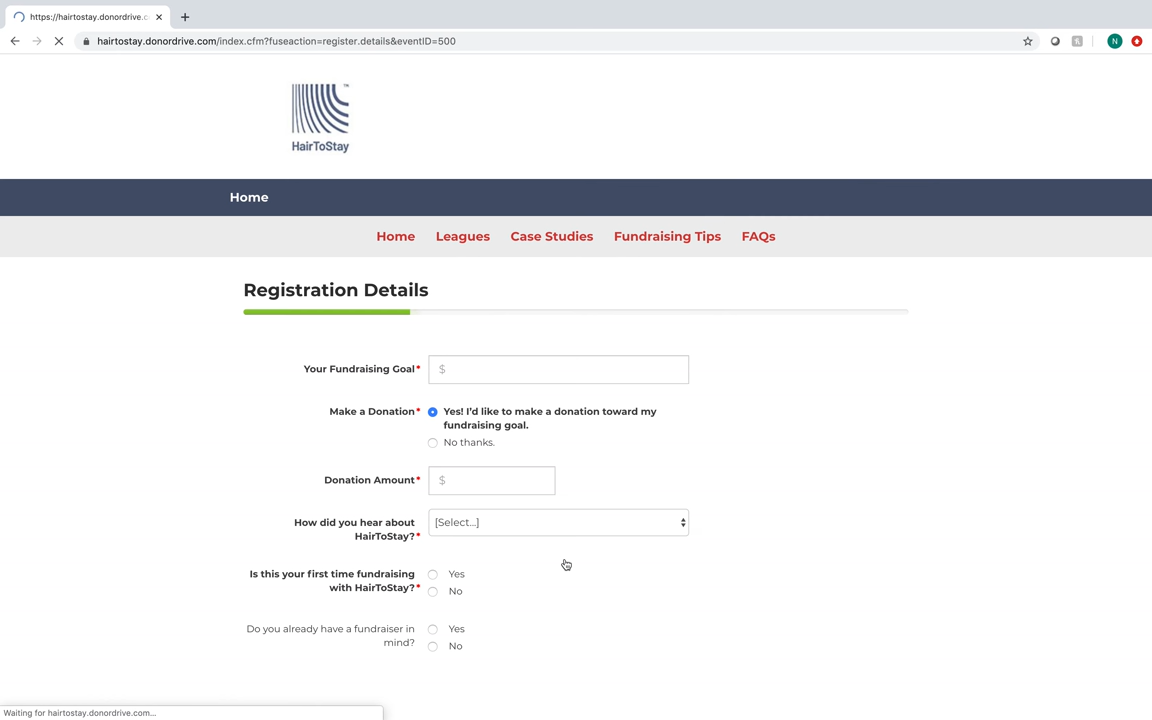 https://hairtostay.donordrive.c
hairtostay.donordrive.com/index.cfm?fuseaction=register.details&eventID=500
N
TM
HairToStay
Home
Home Leagues Case Studies Fundraising Tips FAQs
Registration Details
Your Fundraising Goal* $
Make a Donation* Yes! I'd like to make a donation toward my
fundraising goal.
No thanks.
Donation Amount* $
How did you hear about
HairToStay?* [Select...]
Is this your first time fundraising
with HairToStay?*
Yes
No
Do you already have a fundraiser in
mind?
Yes
No
Waiting for hairtostay.donordrive.com...